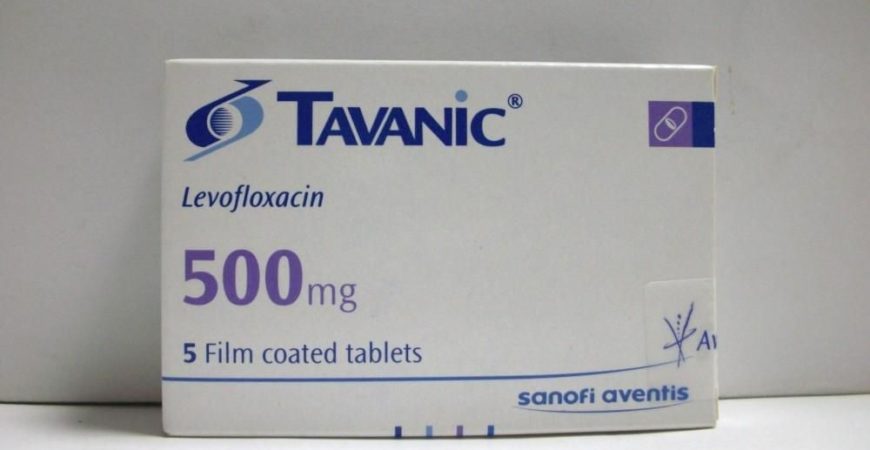 TAVANIC®
Levofloxacin
500mg
5 Film coated tablets
sanofi aventis